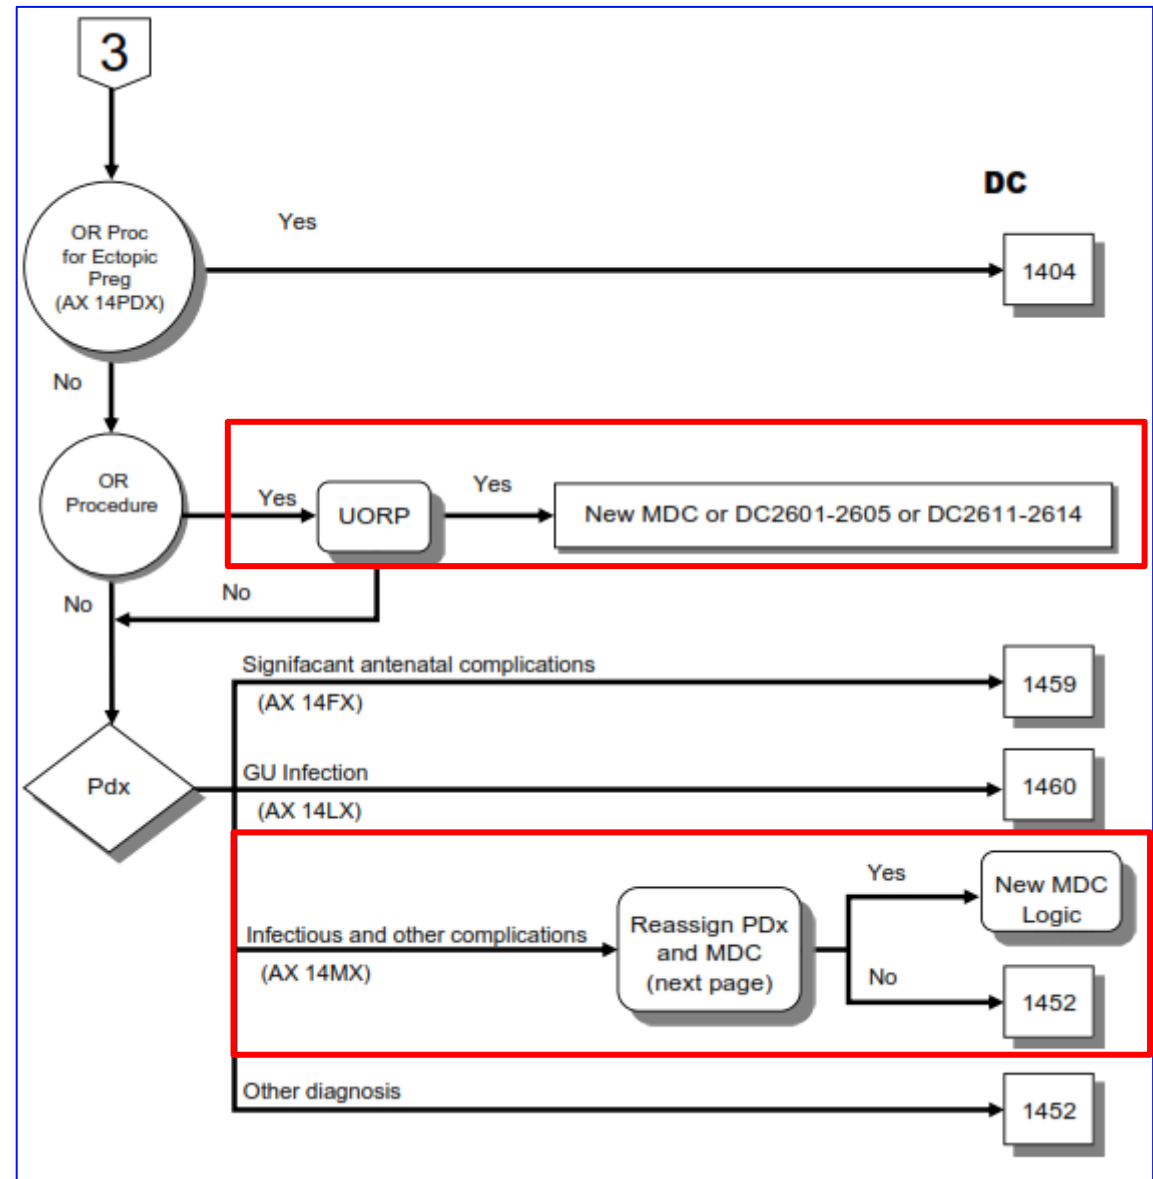 3
DC
OR Proc
for Ectopic
Preg
(AX 14PDX)
Yes
1404
No
OR
Procedure
Yes
UORP
Yes
New MDC or DC2601-2605 or DC2611-2614
No
No
Signifacant antenatal complications
(AX 14FX)
1459
Pdx
GU Infection
(AX 14LX)
1460
Infectious and other complications
(AX 14MX)
Reassign PDx
and MDC
(next page)
Yes
New MDC
Logic
No
1452
Other diagnosis
1452